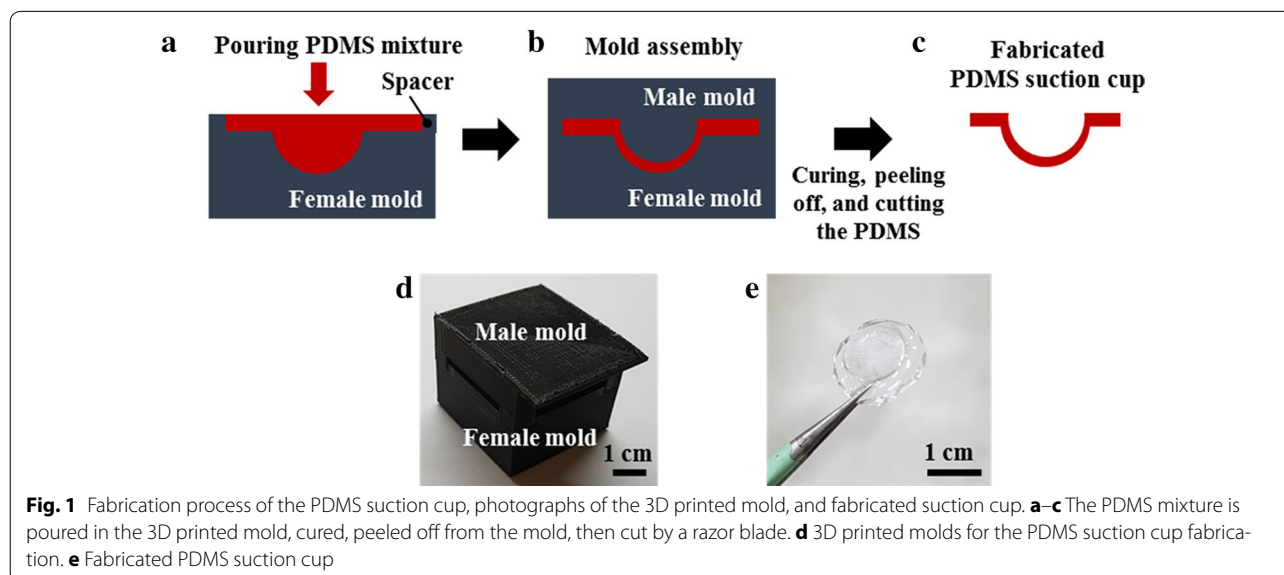 a Pouring PDMS mixture
Spacer
Female mold
b Mold assembly
Male mold
Female mold
Curing, peeling
off, and cutting
the PDMS
c Fabricated
PDMS suction cup
d
Male mold
Female mold
1 cm
e
1 cm
Fig. 1 Fabrication process of the PDMS suction cup, photographs of the 3D printed mold, and fabricated suction cup. a–c The PDMS mixture is
poured in the 3D printed mold, cured, peeled off from the mold, then cut by a razor blade. d 3D printed molds for the PDMS suction cup fabrica-
tion. e Fabricated PDMS suction cup